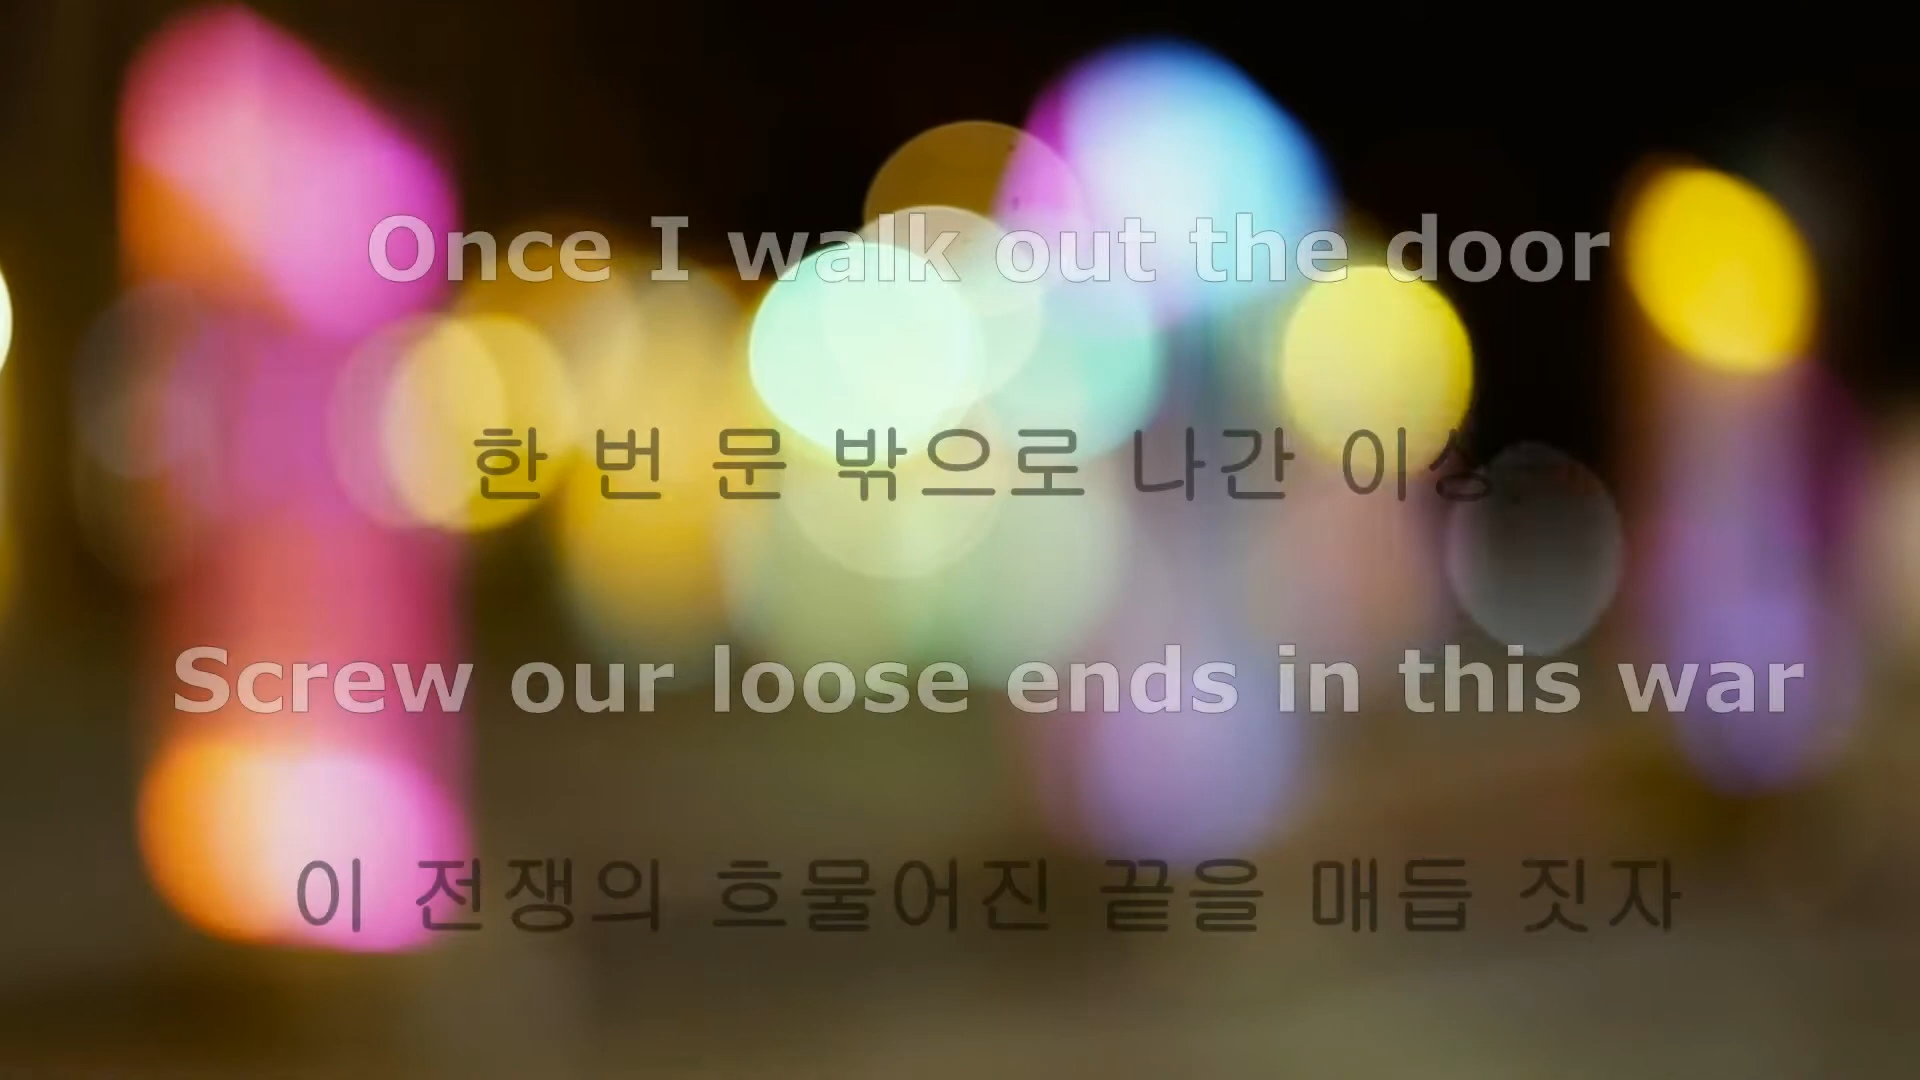 Once I walk out the door
한 번 문 밖으로 나간 이상
Screw our loose ends in this war
이 전쟁의 흐물어진 끝을 매듭 짓자